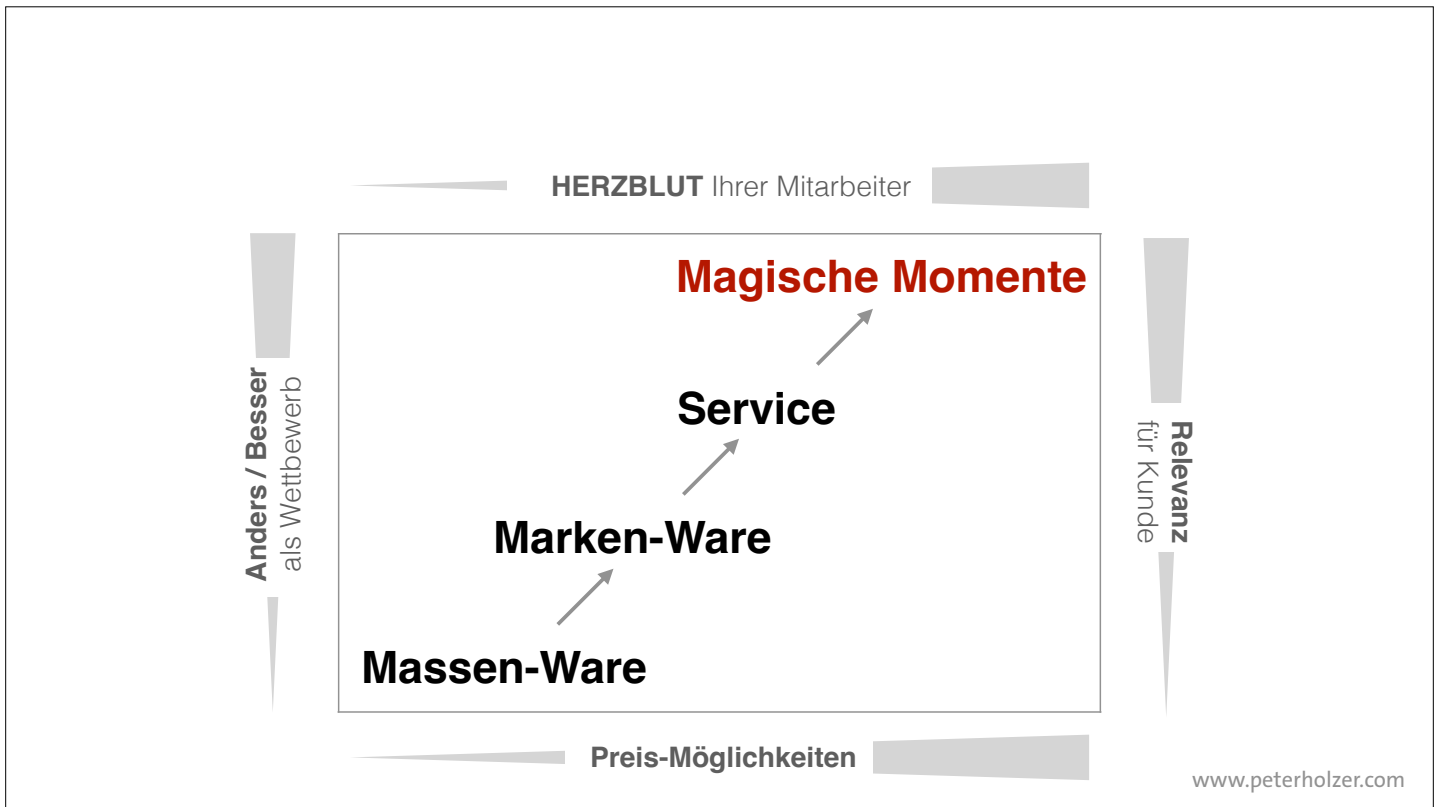 HERZBLUT Ihrer Mitarbeiter
Anders / Besser
als Wettbewerb
Magische Momente
Service
Marken-Ware
Massen-Ware
Relevanz
für Kunde
Preis-Möglichkeiten
www.peterholzer.com